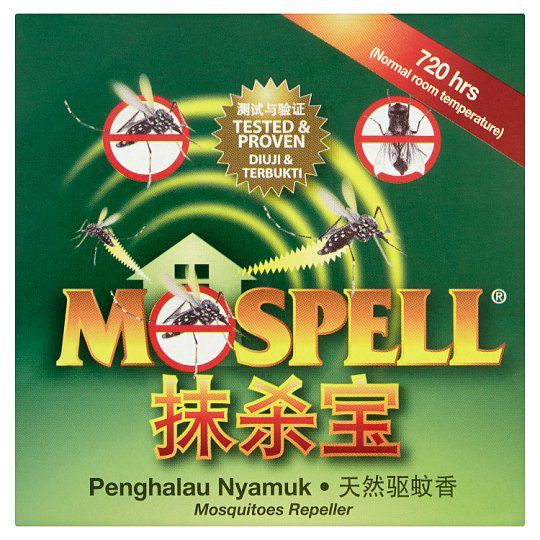 720 hrs
(Normal room temperature)
测试与验证
TESTED &
PROVEN
DIUJI &
TERBUKTI
MOSPELL®
抹杀宝
Penghalau Nyamuk • 天然驱蚊香
Mosquitoes Repeller